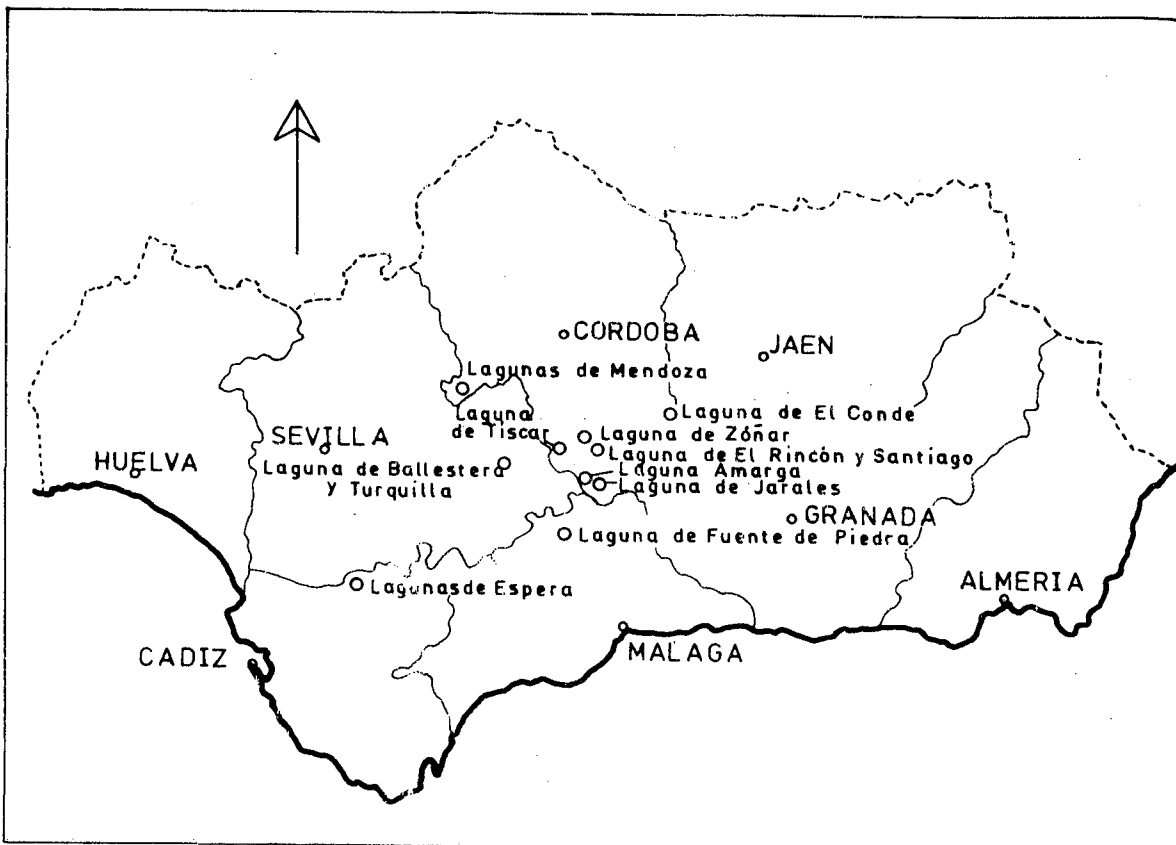 CORDOBA
JAEN
Lagunas de Mendoza
Laguna
de Tiscar
Laguna de El Conde
SEVILLA
Laguna de Zóñar
HUELVA
Laguna de Ballestera
y Turquilla
Laguna de El Rincón y Santiago
Laguna Amarga
Laguna de Jarales
GRANADA
Laguna de Fuente de Piedra
Lagunas de Espera
ALMERIA
CADIZ
MALAGA